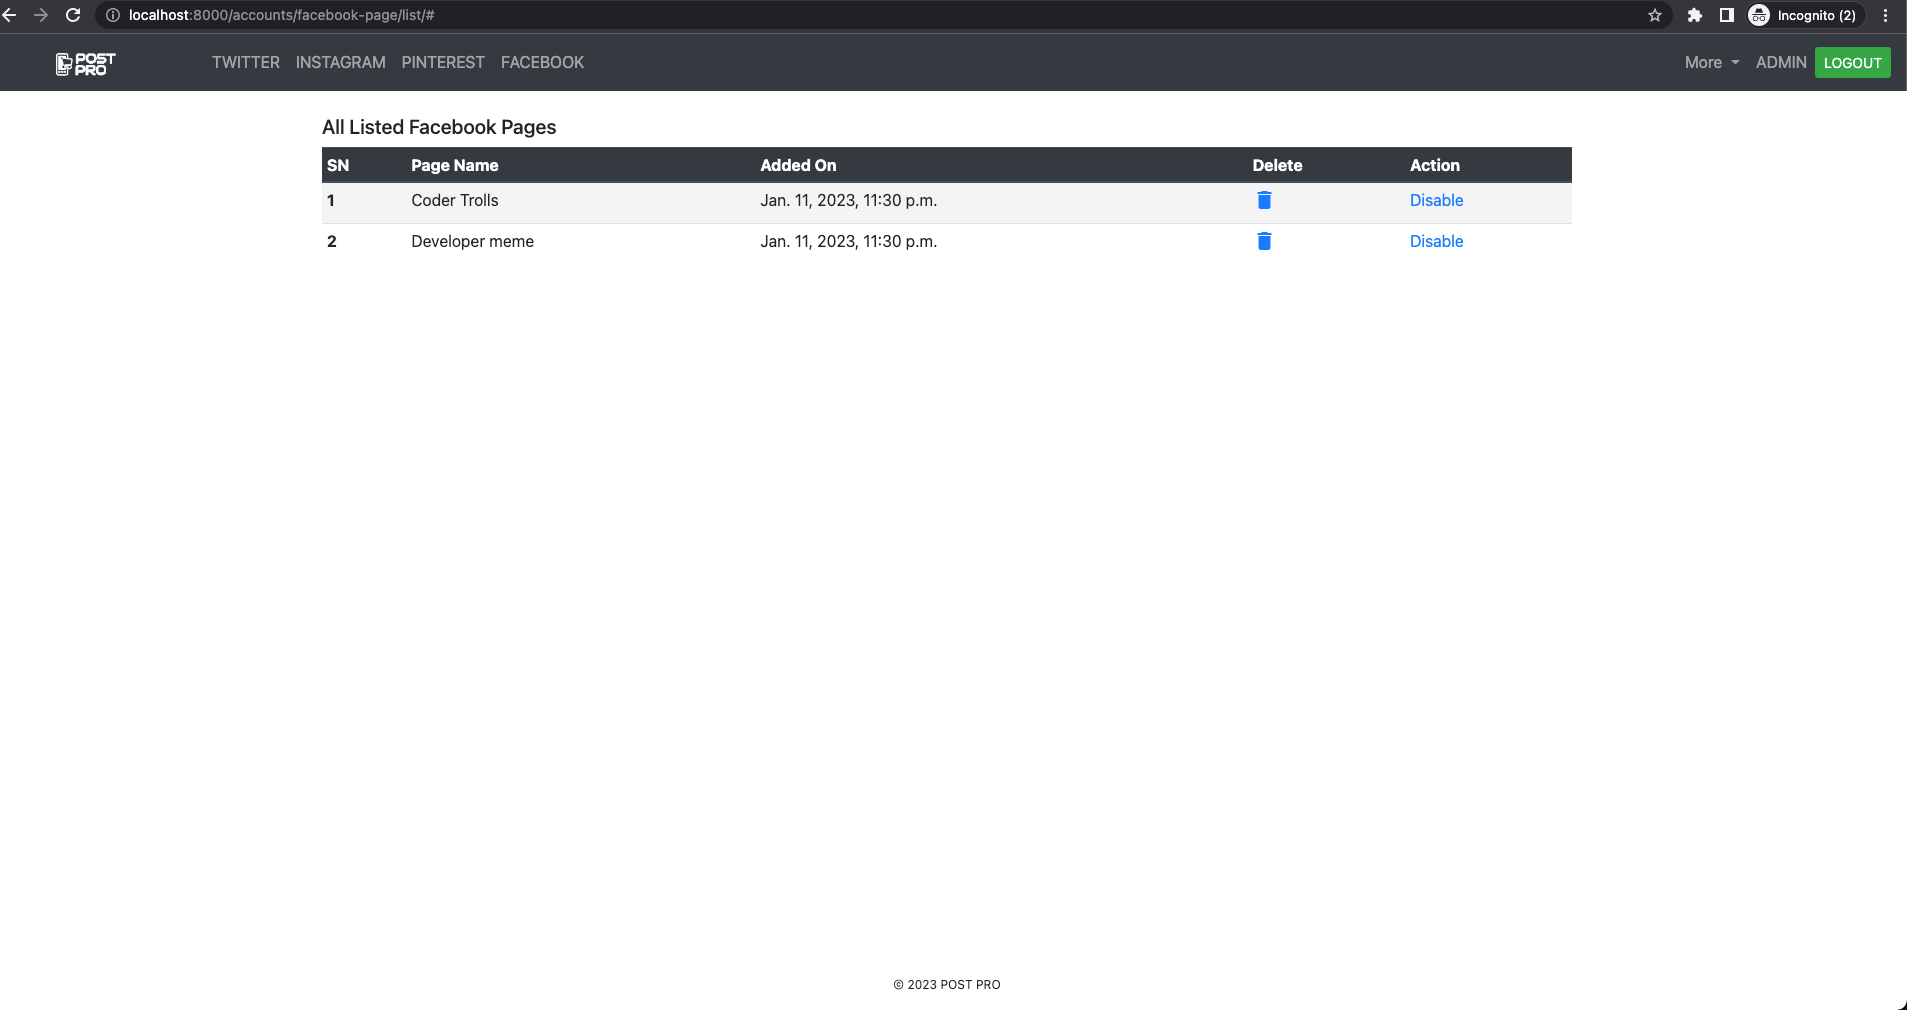 localhost:8000/accounts/facebook-page/list/# Incognito (2)
POST PRO TWITTER INSTAGRAM PINTEREST FACEBOOK More ADMIN LOGOUT
All Listed Facebook Pages
SN Page Name Added On Delete Action
1 Coder Trolls Jan. 11, 2023, 11:30 p.m. Disable
2 Developer meme Jan. 11, 2023, 11:30 p.m. Disable
© 2023 POST PRO